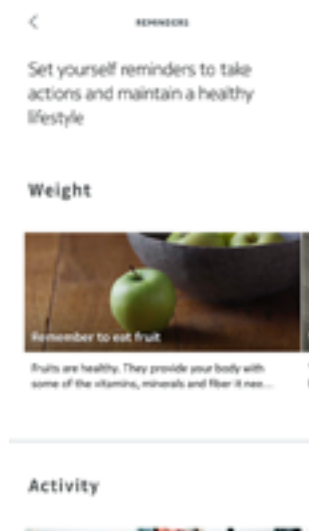 REMINDERS
Set yourself reminders to take
actions and maintain a healthy
lifestyle
Weight
Remember to eat fruit
Fruits are healthy. They provide your body with
some of the vitamins, minerals and fiber it nee...
Activity